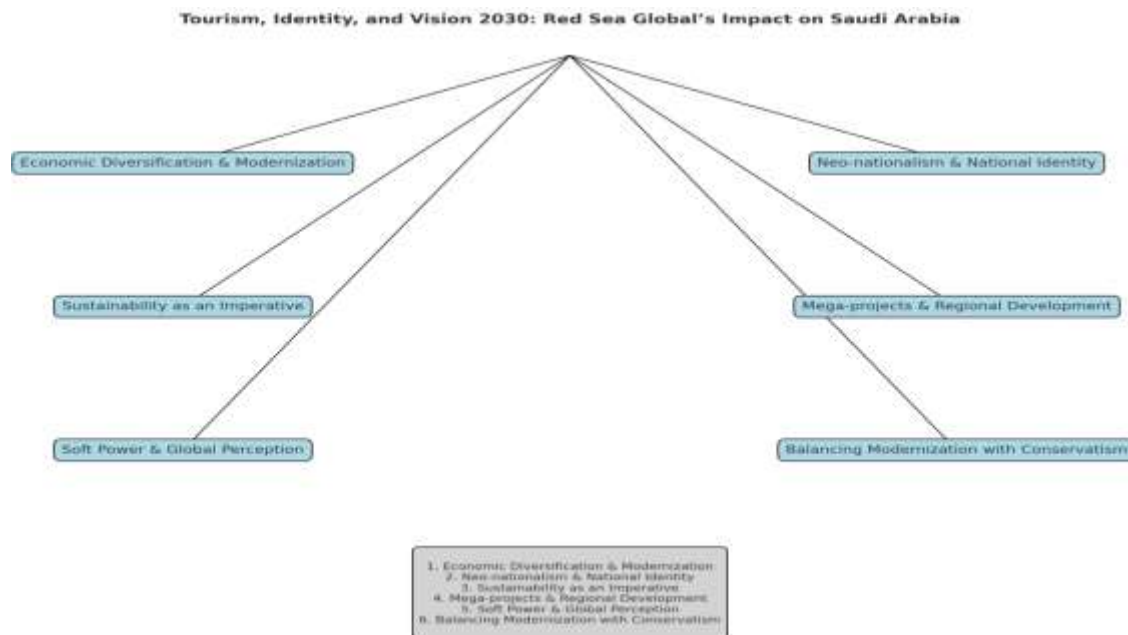 Tourism, Identity, and Vision 2030: Red Sea Global's Impact on Saudi Arabia
Economic Diversification & Modernization
Neo-nationalism & National Identity
Sustainability as an Imperative
Mega-projects & Regional Development
Soft Power & Global Perception
Balancing Modernization with Conservatism
1. Economic Diversification & Modernization
2. Neo-nationalism & National Identity
3. Sustainability as an Imperative
4. Mega-projects & Regional Development
5. Soft Power & Global Perception
6. Balancing Modernization with Conservatism